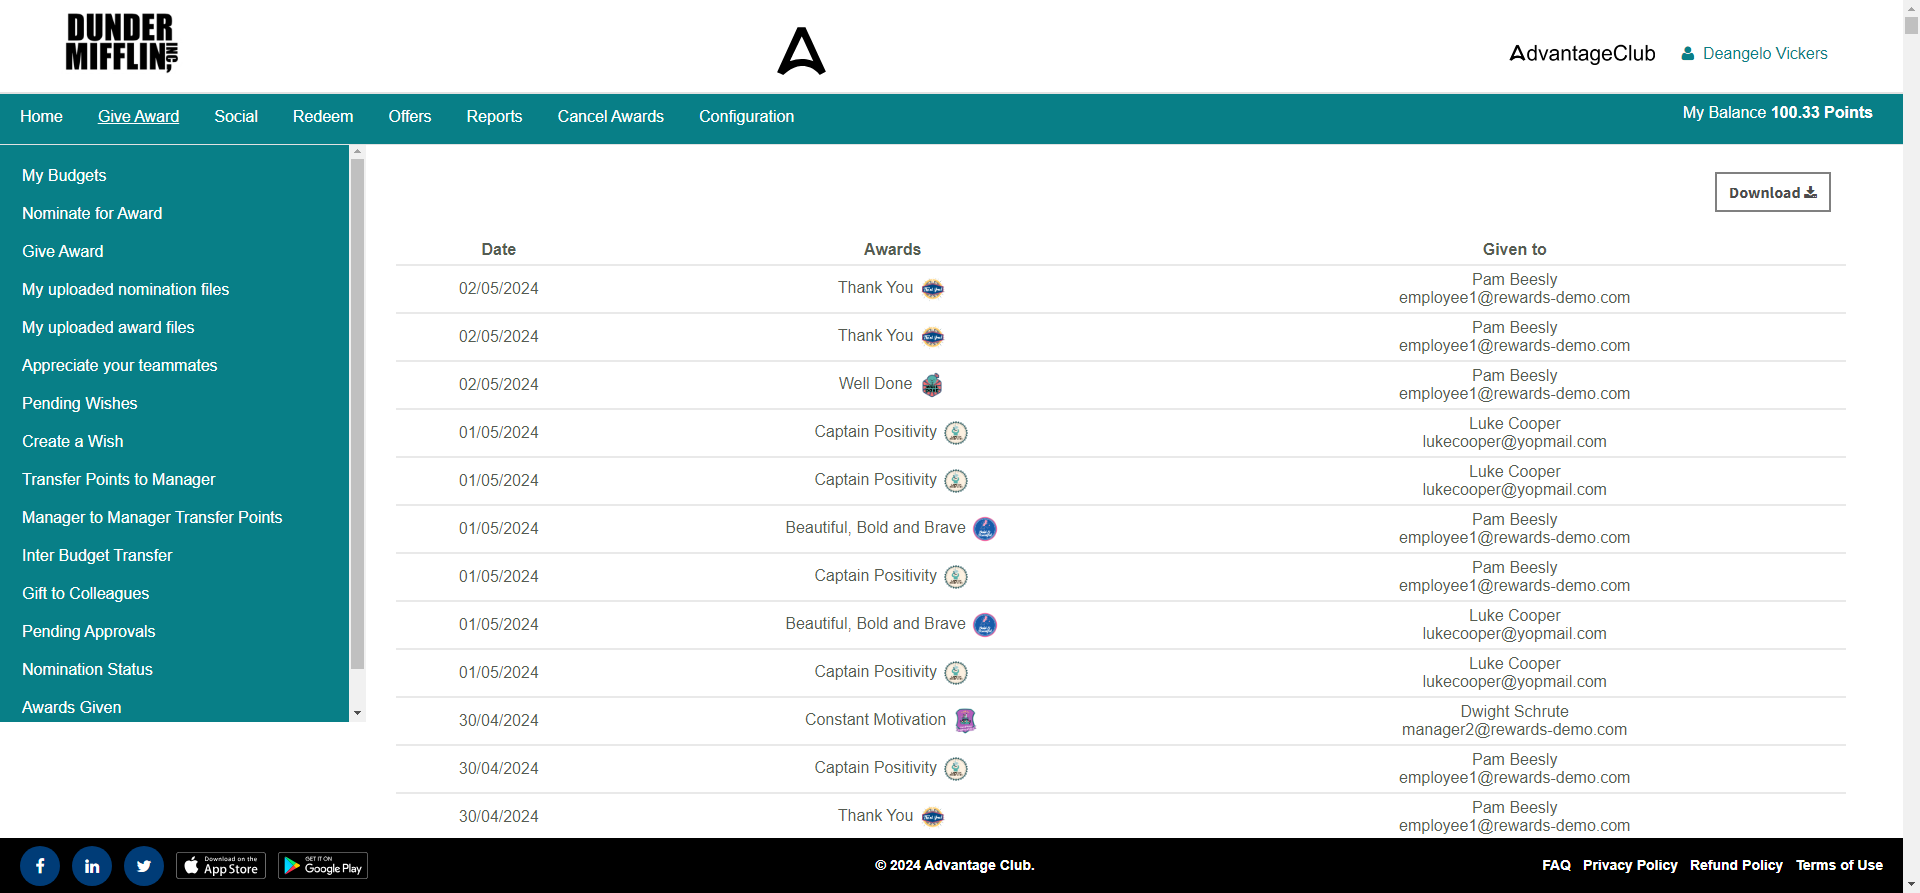 DUNDER
MIFFLIN, INC
AdvantageClub
Deangelo Vickers
Home
Give Award
Social
Redeem
Offers
Reports
Cancel Awards
Configuration
My Balance 100.33 Points
My Budgets
Nominate for Award
Give Award
My uploaded nomination files
My uploaded award files
Appreciate your teammates
Pending Wishes
Create a Wish
Transfer Points to Manager
Manager to Manager Transfer Points
Inter Budget Transfer
Gift to Colleagues
Pending Approvals
Nomination Status
Awards Given
Download
Date Awards Given to
02/05/2024 Thank You Pam Beesly
employee1@rewards-demo.com
02/05/2024 Thank You Pam Beesly
employee1@rewards-demo.com
02/05/2024 Well Done Pam Beesly
employee1@rewards-demo.com
01/05/2024 Captain Positivity Luke Cooper
lukecooper@yopmail.com
01/05/2024 Captain Positivity Luke Cooper
lukecooper@yopmail.com
01/05/2024 Beautiful, Bold and Brave Pam Beesly
employee1@rewards-demo.com
01/05/2024 Captain Positivity Pam Beesly
employee1@rewards-demo.com
01/05/2024 Beautiful, Bold and Brave Luke Cooper
lukecooper@yopmail.com
01/05/2024 Captain Positivity Luke Cooper
lukecooper@yopmail.com
30/04/2024 Constant Motivation Dwight Schrute
manager2@rewards-demo.com
30/04/2024 Captain Positivity Pam Beesly
employee1@rewards-demo.com
30/04/2024 Thank You Pam Beesly
employee1@rewards-demo.com
Download on the
App Store
GET IT ON
Google Play
© 2024 Advantage Club.
FAQ Privacy Policy Refund Policy Terms of Use